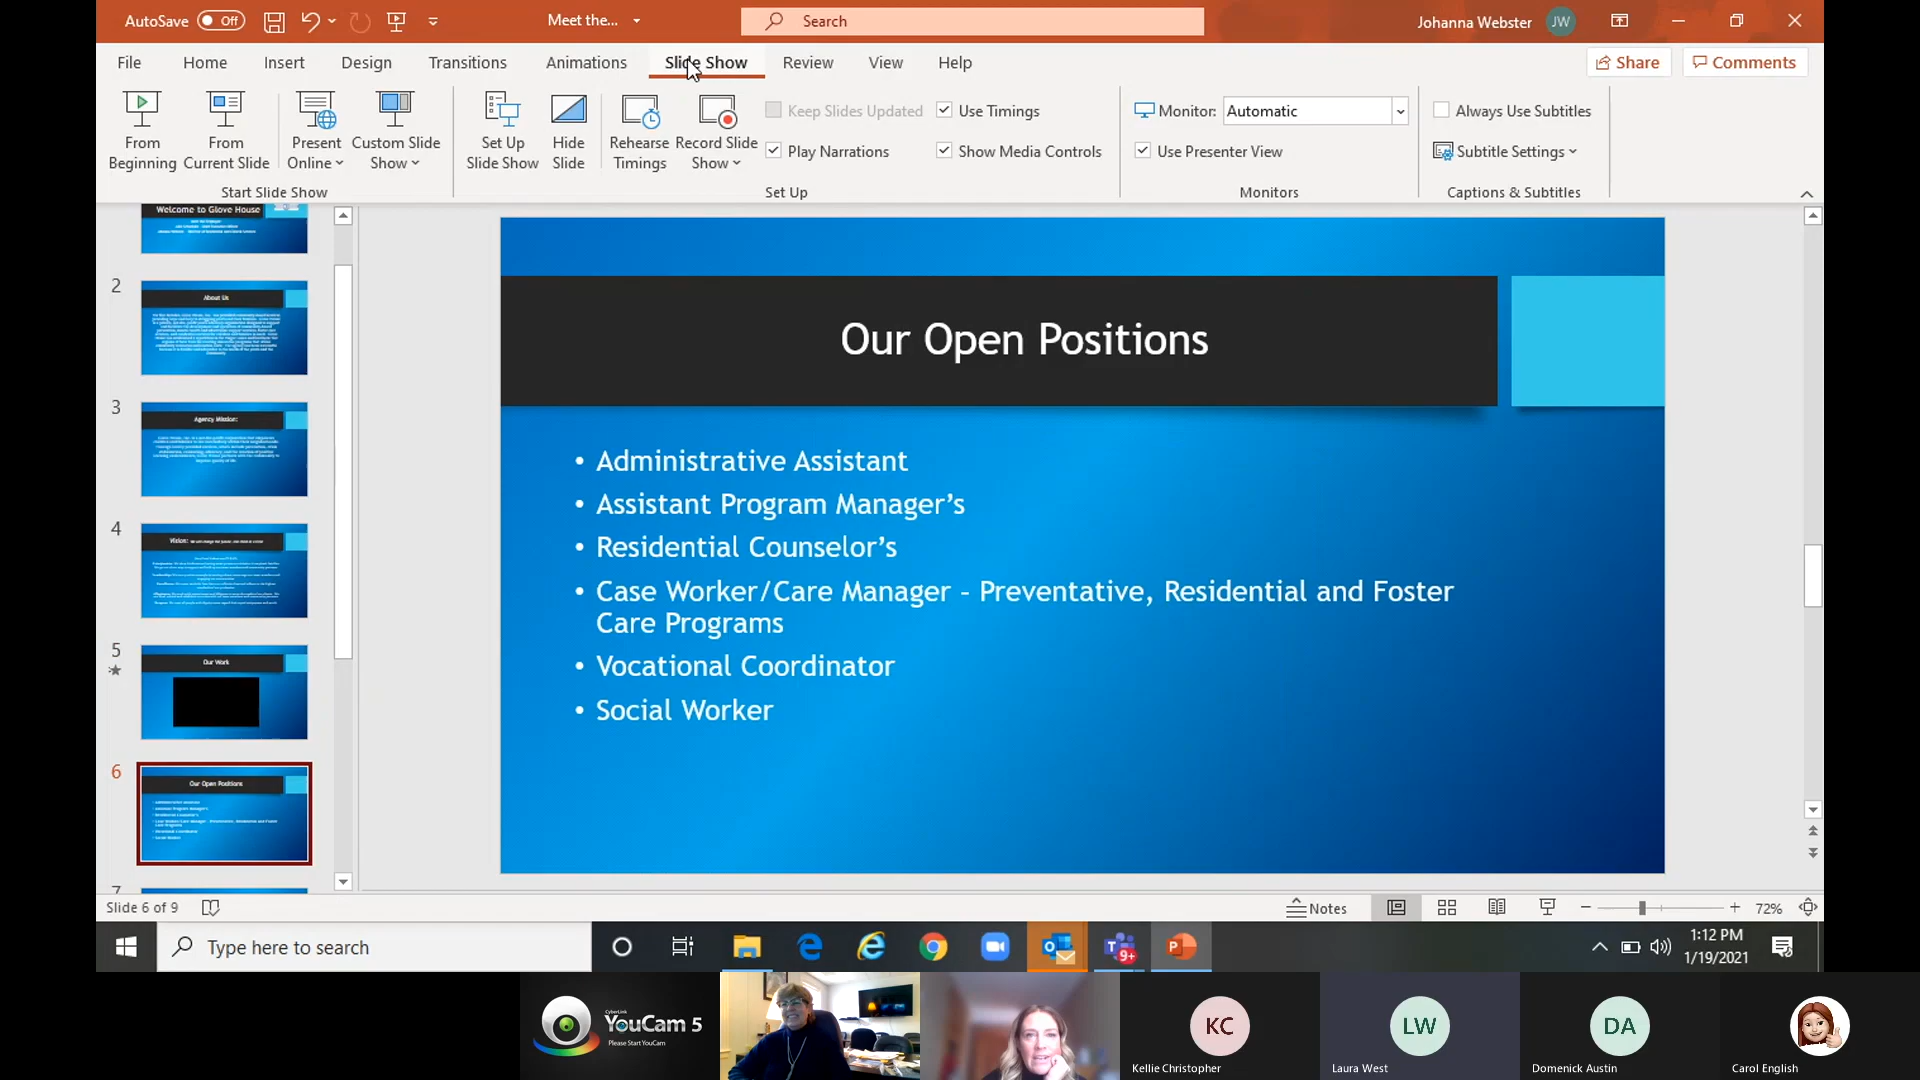 AutoSave Off Meet the... Search Johanna Webster JW
File Home Insert Design Transitions Animations Slide Show Review View Help Share Comments
From Beginning
From Current Slide
Present Online
Custom Slide Show
Set Up Slide Show
Hide Slide
Rehearse Timings
Record Slide Show
Keep Slides Updated
Use Timings
Play Narrations
Show Media Controls
Monitor: Automatic
Use Presenter View
Always Use Subtitles
Subtitle Settings
Start Slide Show
Set Up
Monitors
Captions & Subtitles
Welcome to Glove House
2
About Us
3
Agency Mission:
4
Vision:
5
Our Work
6
Our Open Positions
7
Our Open Positions
• Administrative Assistant
• Assistant Program Manager’s
• Residential Counselor’s
• Case Worker/Care Manager - Preventative, Residential and Foster
Care Programs
• Vocational Coordinator
• Social Worker
Slide 6 of 9
Notes
72%
Type here to search
9+
1:12 PM
1/19/2021
CyberLink
YouCam 5
Please Start YouCam
KC
LW
DA
Kellie Christopher
Laura West
Domenick Austin
Carol English